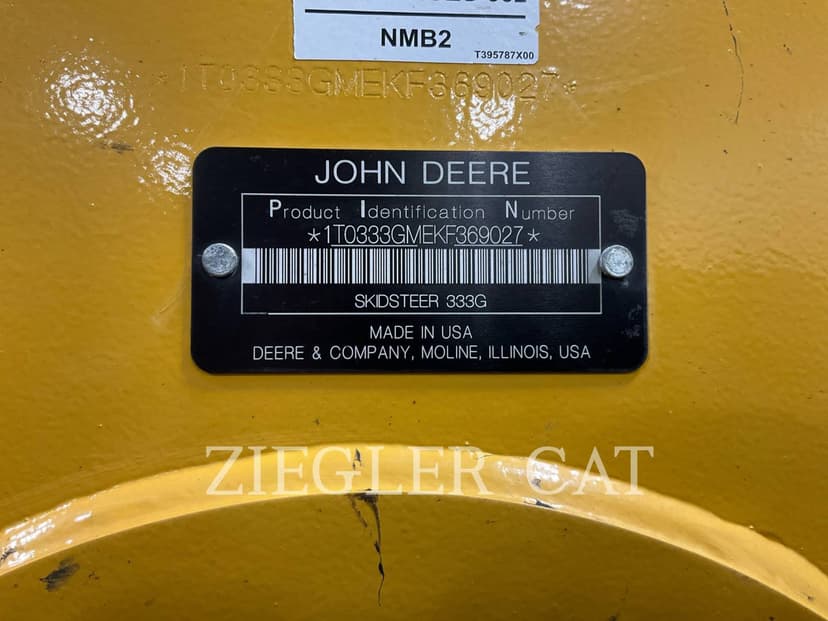 NMB2
T395787X00
*1T0333GMEKF369027*
JOHN DEERE
Product Identification Number
*1T0333GMEKF369027*
SKIDSTEER 333G
MADE IN USA
DEERE & COMPANY, MOLINE, ILLINOIS, USA
ZIEGLER CAT